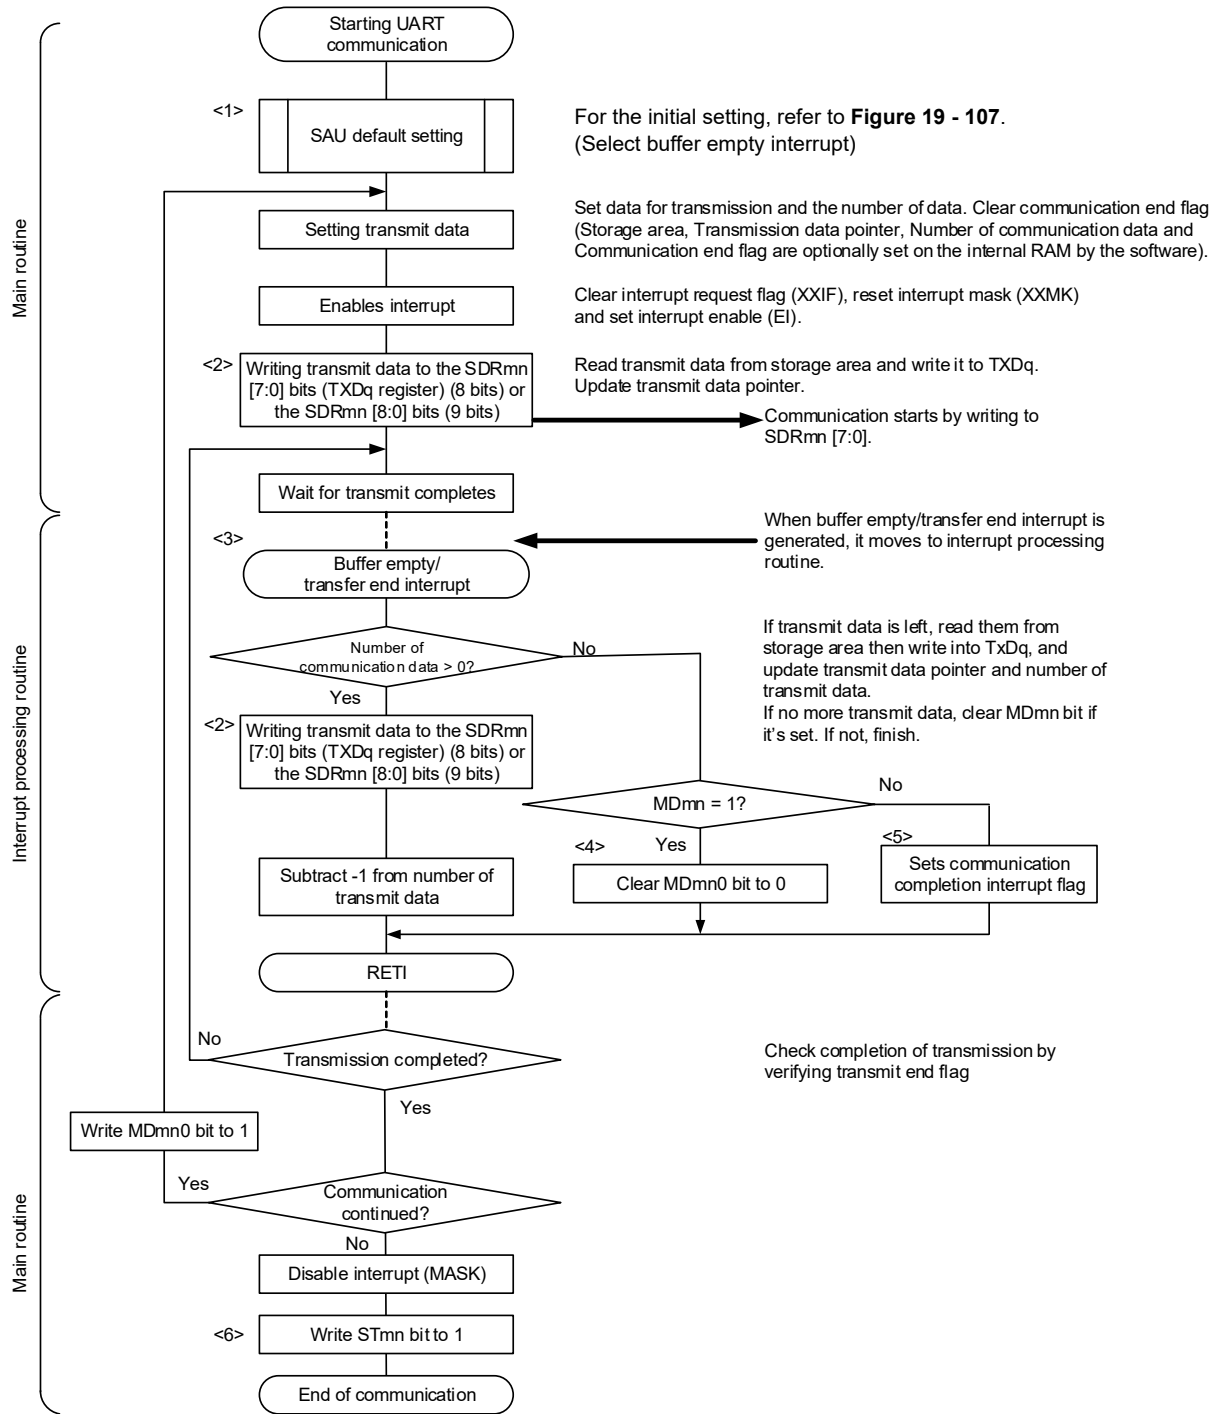 Starting UART
communication
<1>
SAU default setting
For the initial setting, refer to Figure 19 - 107.
(Select buffer empty interrupt)
Main routine
Setting transmit data
Set data for transmission and the number of data. Clear communication end flag
(Storage area, Transmission data pointer, Number of communication data and
Communication end flag are optionally set on the internal RAM by the software).
Enables interrupt
Clear interrupt request flag (XXIF), reset interrupt mask (XXMK)
and set interrupt enable (EI).
<2>
Writing transmit data to the SDRmn
[7:0] bits (TXDq register) (8 bits) or
the SDRmn [8:0] bits (9 bits)
Read transmit data from storage area and write it to TXDq.
Update transmit data pointer.
Communication starts by writing to
SDRmn [7:0].
Wait for transmit completes
When buffer empty/transfer end interrupt is
generated, it moves to interrupt processing
routine.
<3>
Buffer empty/
transfer end interrupt
Interrupt processing routine
Number of
communication data > 0?
No
Yes
If transmit data is left, read them from
storage area then write into TxDq, and
update transmit data pointer and number of
transmit data.
If no more transmit data, clear MDmn bit if
it's set. If not, finish.
<2>
Writing transmit data to the SDRmn
[7:0] bits (TXDq register) (8 bits) or
the SDRmn [8:0] bits (9 bits)
MDmn = 1?
No
Yes
<4>
Clear MDmn0 bit to 0
<5>
Sets communication
completion interrupt flag
Subtract -1 from number of
transmit data
RETI
Main routine
No
Transmission completed?
Check completion of transmission by
verifying transmit end flag
Yes
Write MDmn0 bit to 1
Yes
Communication
continued?
No
Disable interrupt (MASK)
<6>
Write STmn bit to 1
End of communication